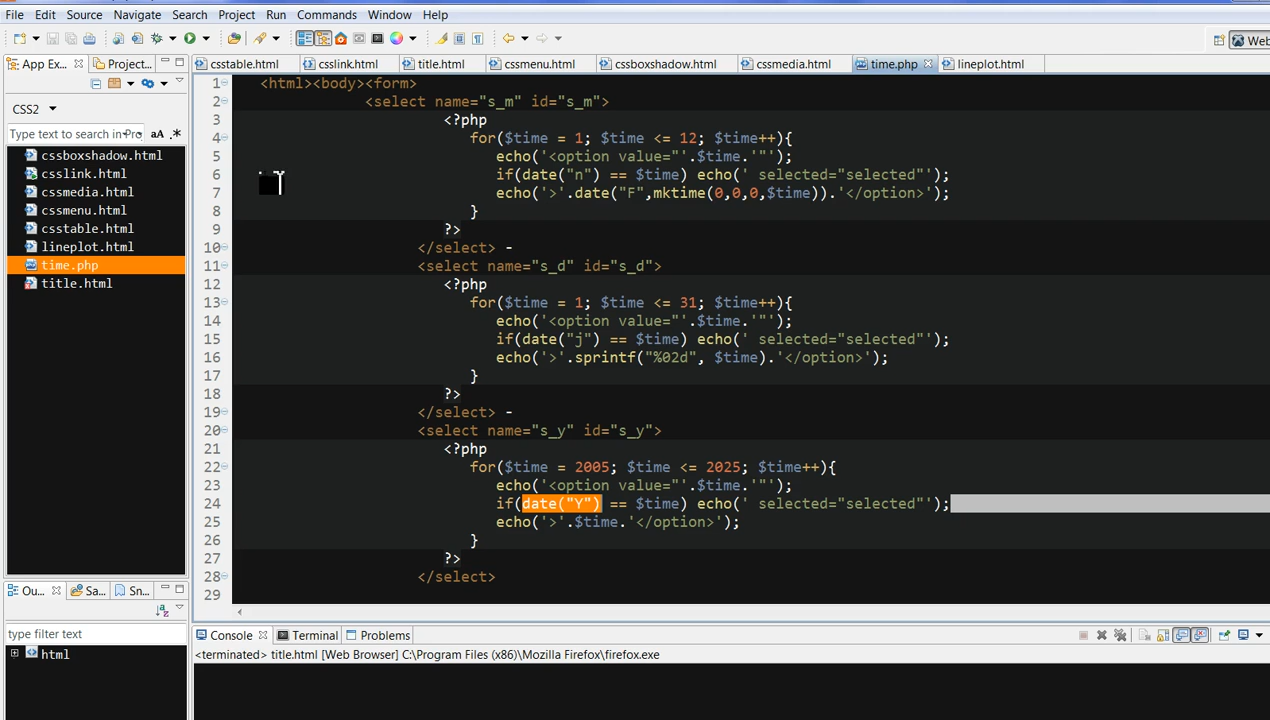 File Edit Source Navigate Search Project Run Commands Window Help
Web
App Ex... Project...
csstable.html csslink.html title.html cssmenu.html cssboxshadow.html cssmedia.html time.php lineplot.html
CSS2
Type text to search in Pro aA .*
cssboxshadow.html
csslink.html
cssmedia.html
cssmenu.html
csstable.html
lineplot.html
time.php
title.html
1 <html><body><form>
2 <select name="s_m" id="s_m">
3 <?php
4 for($time = 1; $time <= 12; $time++){
5 echo('<option value="'.$time.'"');
6 if(date("n") == $time) echo(' selected="selected"');
7 echo('>'.date("F",mktime(0,0,0,$time)).'</option>');
8 }
9 ?>
10 </select> -
11 <select name="s_d" id="s_d">
12 <?php
13 for($time = 1; $time <= 31; $time++){
14 echo('<option value="'.$time.'"');
15 if(date("j") == $time) echo(' selected="selected"');
16 echo('>'.sprintf("%02d", $time).'</option>');
17 }
18 ?>
19 </select> -
20 <select name="s_y" id="s_y">
21 <?php
22 for($time = 2005; $time <= 2025; $time++){
23 echo('<option value="'.$time.'"');
24 if(date("Y") == $time) echo(' selected="selected"');
25 echo('>'.$time.'</option>');
26 }
27 ?>
28 </select>
29
Ou... Sa... Sn...
type filter text
html
Console Terminal Problems
<terminated> title.html [Web Browser] C:\Program Files (x86)\Mozilla Firefox\firefox.exe